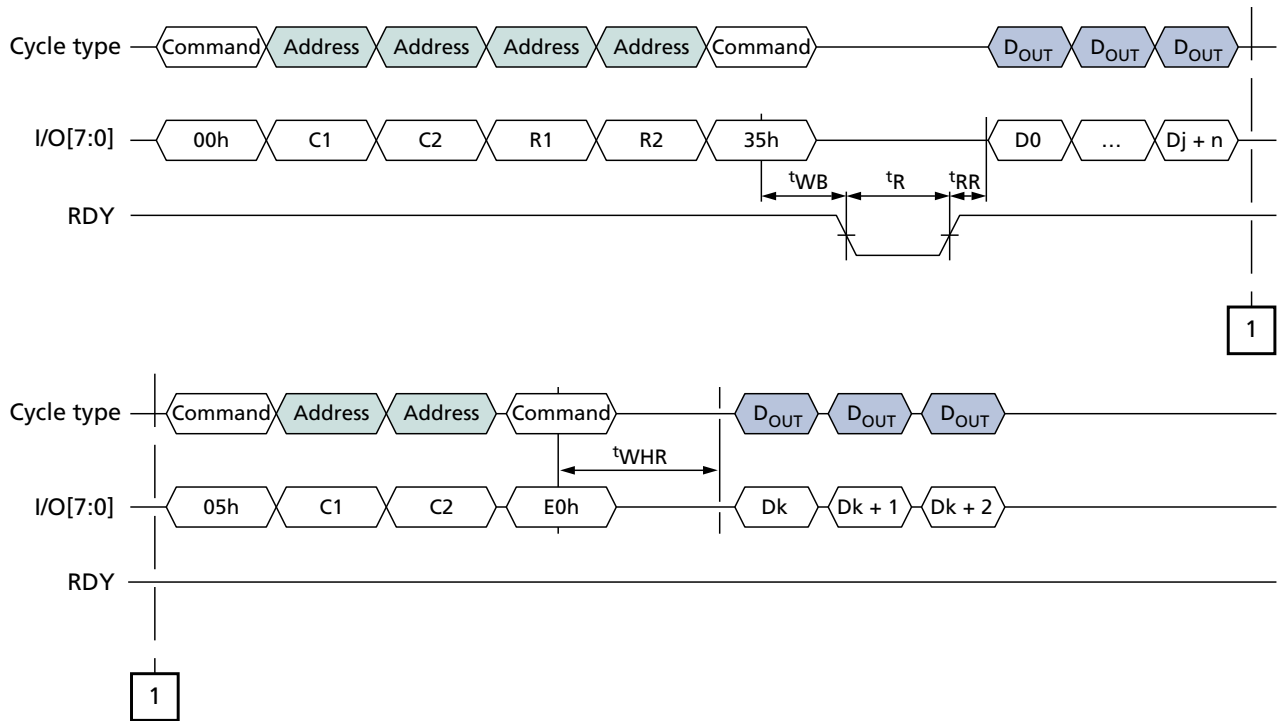 Cycle type Command Address Address Address Address Command DOUT DOUT DOUT
I/O[7:0] 00h C1 C2 R1 R2 35h D0 … Dj + n
tWB tR tRR
RDY
1
Cycle type Command Address Address Command DOUT DOUT DOUT
tWHR
I/O[7:0] 05h C1 C2 E0h Dk Dk + 1 Dk + 2
RDY
1